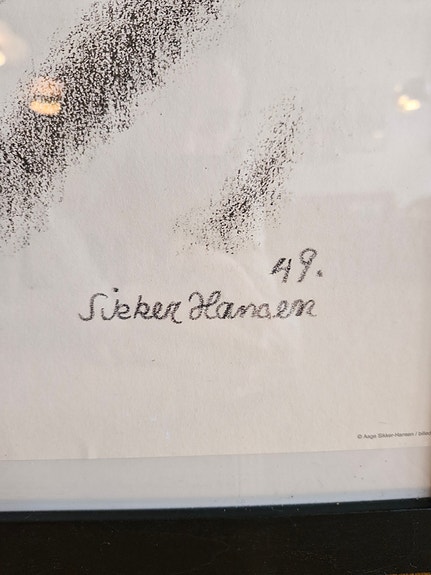 49.
Sikker Hansen
© Aage Sikker-Hansen /